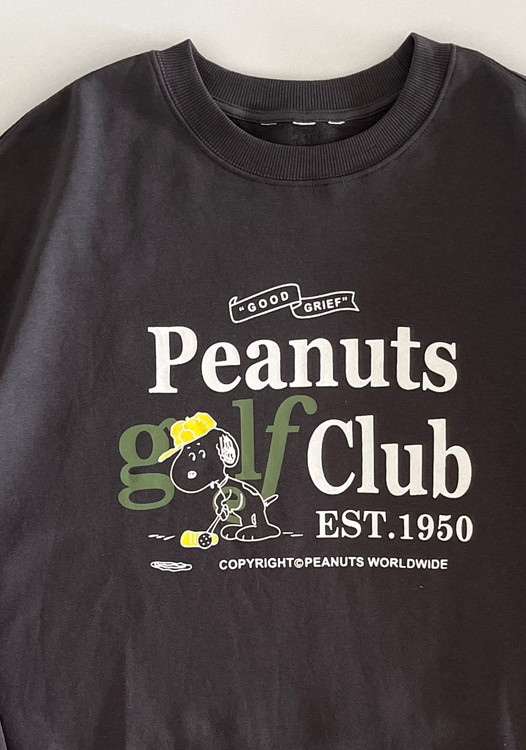 "GOOD GRIEF"
Peanuts
golf Club
EST.1950
COPYRIGHT©PEANUTS WORLDWIDE